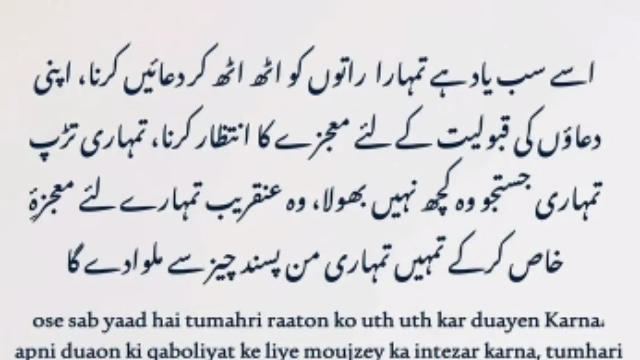 اسے سب یاد ہے تمہارا راتوں کو اٹھ اٹھ کر دعائیں کرنا، اپنی
دعاؤں کی قبولیت کے لئے معجزے کا انتظار کرنا، تمہاری تڑپ
تمہاری جستجو وہ کچھ نہیں بھولا، وہ عنقریب تمہارے لئے معجزۂ
خاص کر کے تمہیں تمہاری من پسند چیز سے ملوا دے گا
ose sab yaad hai tumahri raaton ko uth uth kar duayen Karna،
apni duaon ki qaboliyat ke liye moujzey ka intezar karna, tumhari